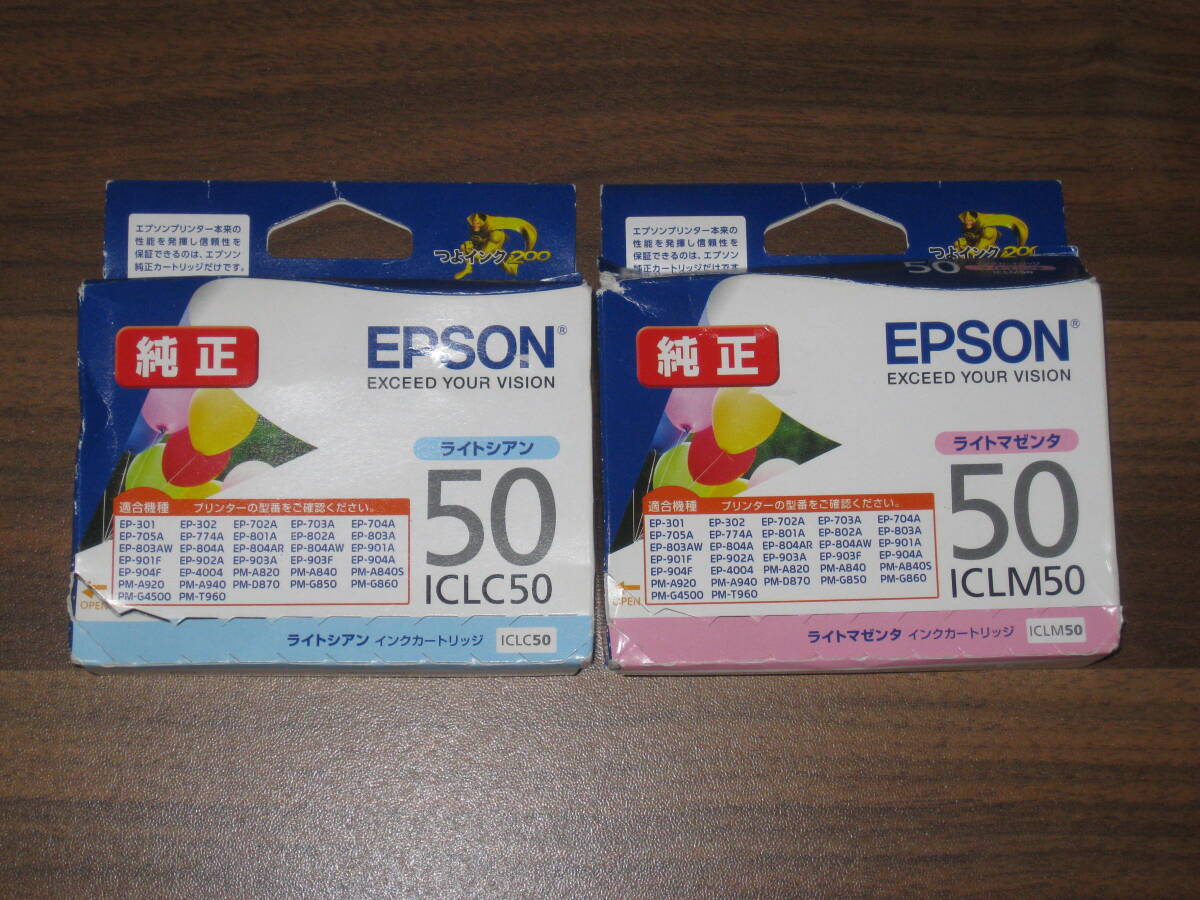 エプソンプリンター本来の
性能を発揮し信頼性を
保証できるのは、エプソン
純正カートリッジだけです。
つよインク200
純正
EPSON®
EXCEED YOUR VISION
ライトシアン
50
ICLC50
適合機種 プリンターの型番をご確認ください。
EP-301 EP-302 EP-702A EP-703A EP-704A
EP-705A EP-774A EP-801A EP-802A EP-803A
EP-803AW EP-804A EP-804AR EP-804AW EP-901A
EP-901F EP-902A EP-903A EP-903F EP-904A
EP-904F EP-4004 PM-A820 PM-A840 PM-A840S
PM-A920 PM-A940 PM-D870 PM-G850 PM-G860
PM-G4500 PM-T960
OPEN
ライトシアン インクカートリッジ ICLC50
エプソンプリンター本来の
性能を発揮し信頼性を
保証できるのは、エプソン
純正カートリッジだけです
つよインク200
50
純正
EPSON®
EXCEED YOUR VISION
ライトマゼンタ
50
ICLM50
適合機種 プリンターの型番をご確認ください。
EP-301 EP-302 EP-702A EP-703A EP-704A
EP-705A EP-774A EP-801A EP-802A EP-803A
EP-803AW EP-804A EP-804AR EP-804AW EP-901A
EP-901F EP-902A EP-903A EP-903F EP-904A
EP-904F EP-4004 PM-A820 PM-A840 PM-A840S
PM-A920 PM-A940 PM-D870 PM-G850 PM-G860
PM-G4500 PM-T960
OPEN
ライトマゼンタ インクカートリッジ ICLM50